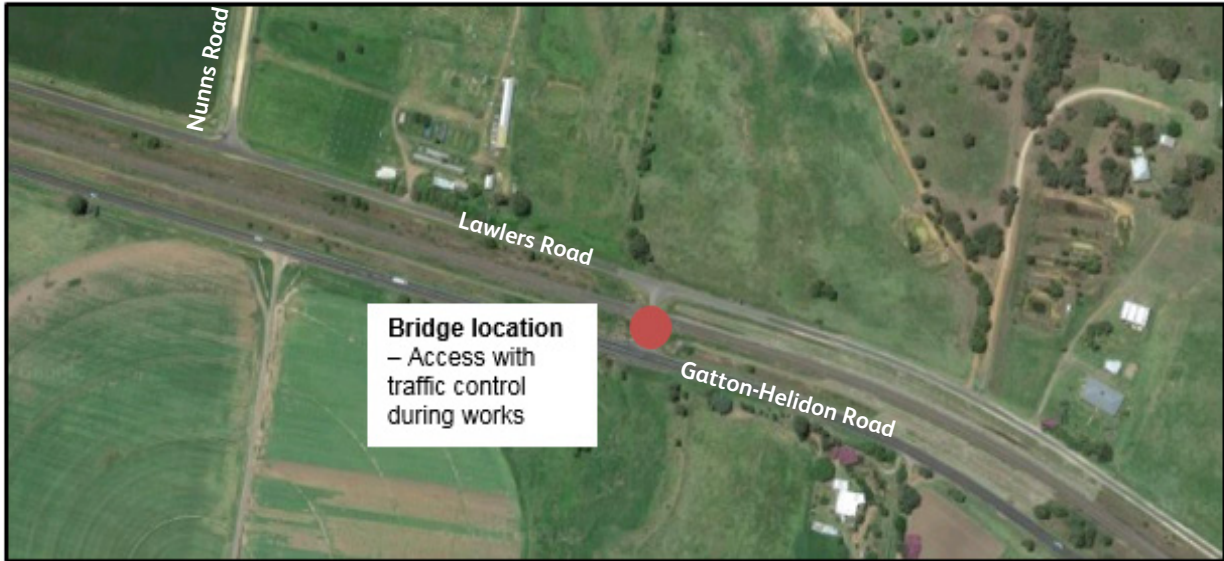 Nunns Road
Lawlers Road
Bridge location
– Access with
traffic control
during works
Gatton-Helidon Road